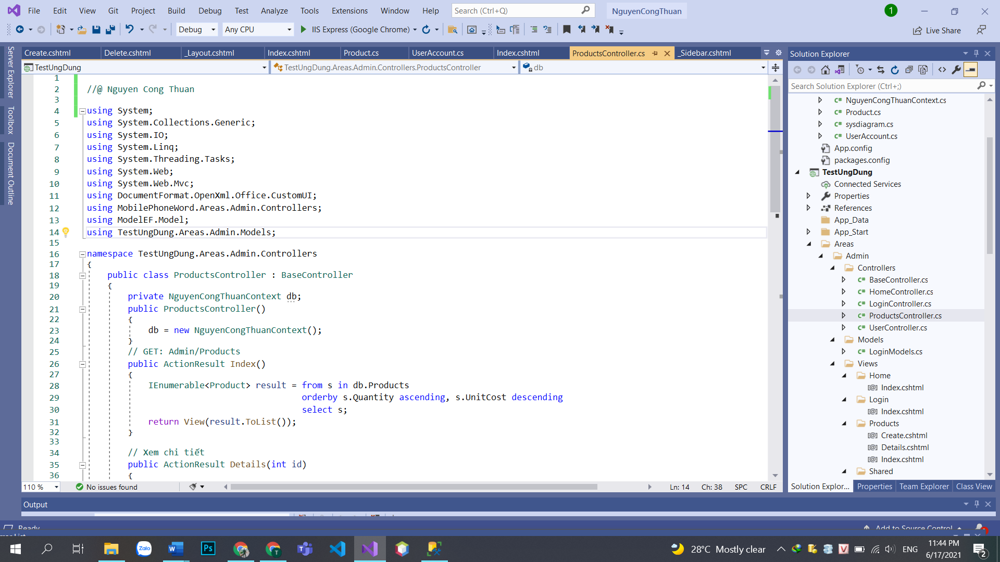 File Edit View Git Project Build Debug Test Analyze Tools Extensions Window Help Search (Ctrl+Q) NguyenCongThuan 1
Debug Any CPU IIS Express (Google Chrome) Live Share
Server Explorer
Toolbox
Document Outline
Create.cshtml Delete.cshtml _Layout.cshtml Index.cshtml Product.cs UserAccount.cs Index.cshtml ProductsController.cs _Sidebar.cshtml
TestUngDung TestUngDung.Areas.Admin.Controllers.ProductsController db
1
2 //@ Nguyen Cong Thuan
3
4 using System;
5 using System.Collections.Generic;
6 using System.IO;
7 using System.Linq;
8 using System.Threading.Tasks;
9 using System.Web;
10 using System.Web.Mvc;
11 using DocumentFormat.OpenXml.Office.CustomUI;
12 using MobilePhoneWord.Areas.Admin.Controllers;
13 using ModelEF.Model;
14 using TestUngDung.Areas.Admin.Models;
15
16 namespace TestUngDung.Areas.Admin.Controllers
17 {
18 public class ProductsController : BaseController
19 {
20 private NguyenCongThuanContext db;
21 public ProductsController()
22 {
23 db = new NguyenCongThuanContext();
24 }
25 // GET: Admin/Products
26 public ActionResult Index()
27 {
28 IEnumerable<Product> result = from s in db.Products
29 orderby s.Quantity ascending, s.UnitCost descending
30 select s;
31 return View(result.ToList());
32 }
33
34 // Xem chi tiết
35 public ActionResult Details(int id)
36 {
110 % No issues found Ln: 14 Ch: 38 SPC CRLF
Solution Explorer
Search Solution Explorer (Ctrl+;)
C# NguyenCongThuanContext.cs
C# Product.cs
C# sysdiagram.cs
C# UserAccount.cs
App.config
packages.config
TestUngDung
Connected Services
Properties
References
App_Data
App_Start
Areas
Admin
Controllers
C# BaseController.cs
C# HomeController.cs
C# LoginController.cs
C# ProductsController.cs
C# UserController.cs
Models
C# LoginModels.cs
Views
Home
[@] Index.cshtml
Login
[@] Index.cshtml
Products
[@] Create.cshtml
[@] Details.cshtml
[@] Index.cshtml
Shared
Solution Explor... Properties Team Explorer Class View
Output
Ready Add to Source Control
Zalo W Ps T 28°C Mostly clear V ENG 11:44 PM
6/17/2021 2